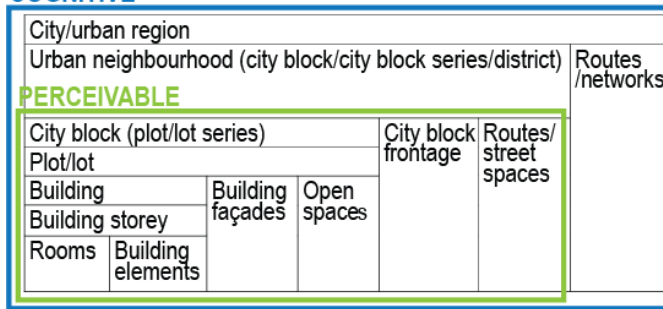 COGNITIVE
City/urban region
Urban neighbourhood (city block/city block series/district)
Routes
/networks
PERCEIVABLE
City block (plot/lot series)
City block
frontage
Routes/
street
spaces
Plot/lot
Building
Building
façades
Open
spaces
Building storey
Rooms
Building
elements